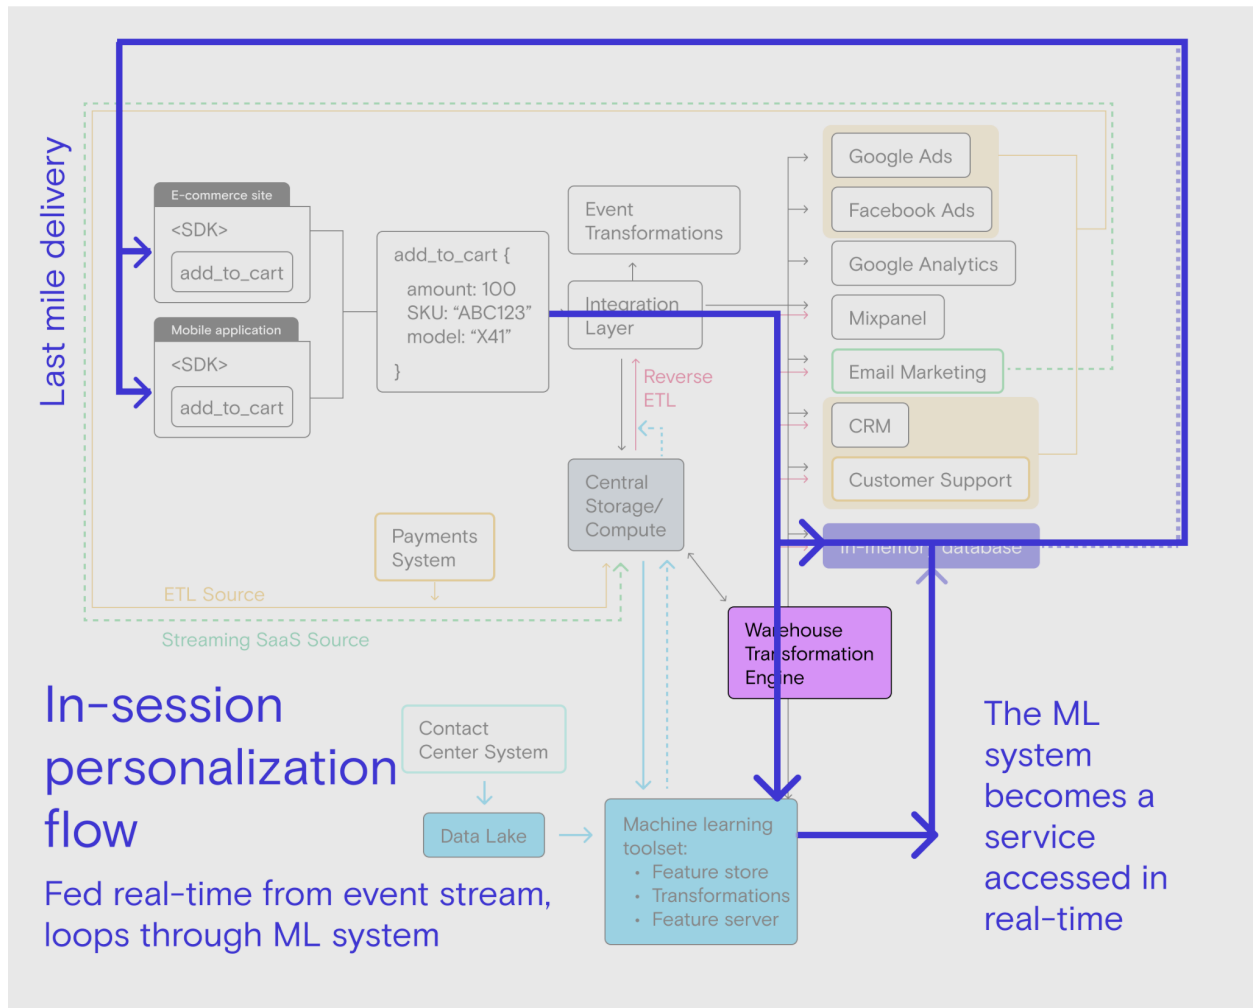 Last mile delivery
E-commerce site
<SDK>
add_to_cart
Mobile application
<SDK>
add_to_cart
add_to_cart {
amount: 100
SKU: “ABC123”
model: “X41”
}
Event
Transformations
Integration
Layer
Reverse
ETL
Google Ads
Facebook Ads
Google Analytics
Mixpanel
Email Marketing
CRM
Customer Support
in-memory database
Central
Storage/
Compute
Payments
System
ETL Source
Streaming SaaS Source
Warehouse
Transformation
Engine
In-session
personalization
flow
Fed real-time from event stream,
loops through ML system
Contact
Center System
Data Lake
Machine learning
toolset:
• Feature store
• Transformations
• Feature server
The ML
system
becomes a
service
accessed in
real-time